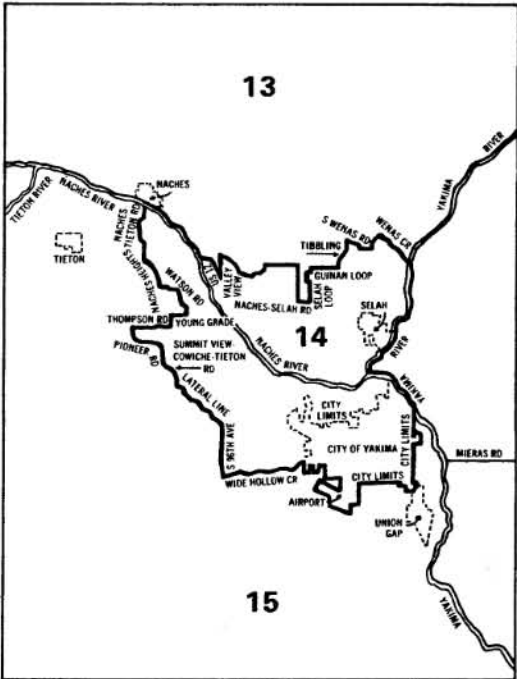 13
YAKIMA RIVER
TIETON RIVER
NACHES RIVER
NACHES
TIETON
NACHES-TIETON RD
NACHES HEIGHTS
WATSON RD
US 12
VALLEY VIEW
TIBBLING
S WENAS RD
WENAS CR
GUINAN LOOP
SELAH LOOP
NACHES-SELAH RD
SELAH
THOMPSON RD
YOUNG GRADE
14
PIONEER RD
SUMMIT VIEW-
COWICHE-TIETON
RD
NACHES RIVER
RIVER
YAKIMA
LATERAL LINE
CITY
LIMITS
S 96TH AVE
CITY OF YAKIMA
CITY LIMITS
MIERAS RD
WIDE HOLLOW CR
CITY LIMITS
AIRPORT
UNION
GAP
15
YAKIMA